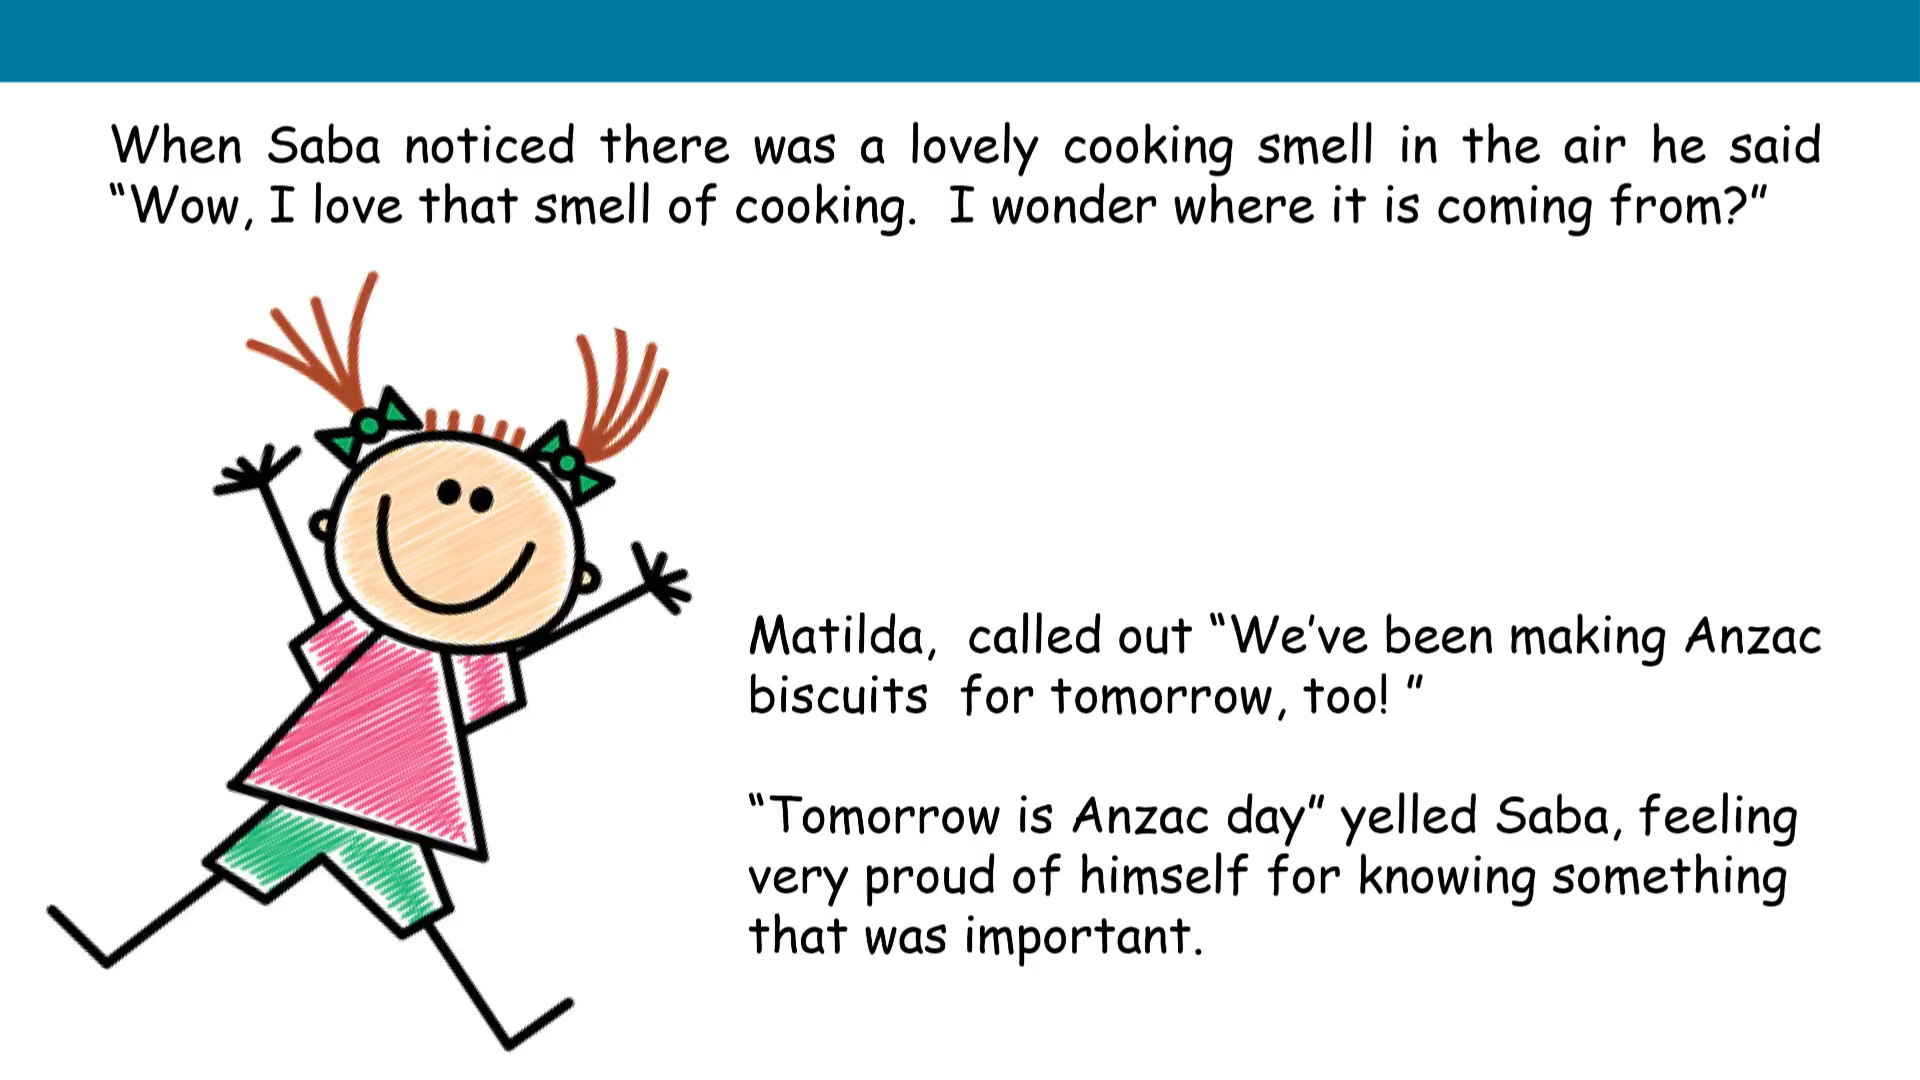 When Saba noticed there was a lovely cooking smell in the air he said
“Wow, I love that smell of cooking.  I wonder where it is coming from?”
Matilda,  called out “We’ve been making Anzac
biscuits  for tomorrow, too! ”
“Tomorrow is Anzac day” yelled Saba, feeling
very proud of himself for knowing something
that was important.